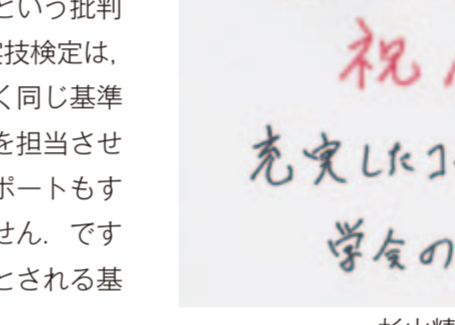 という批判
実技検定は，
く同じ基準
を担当させ
ポートもす
せん．です
とされる基
祝
充実したコ
学会の